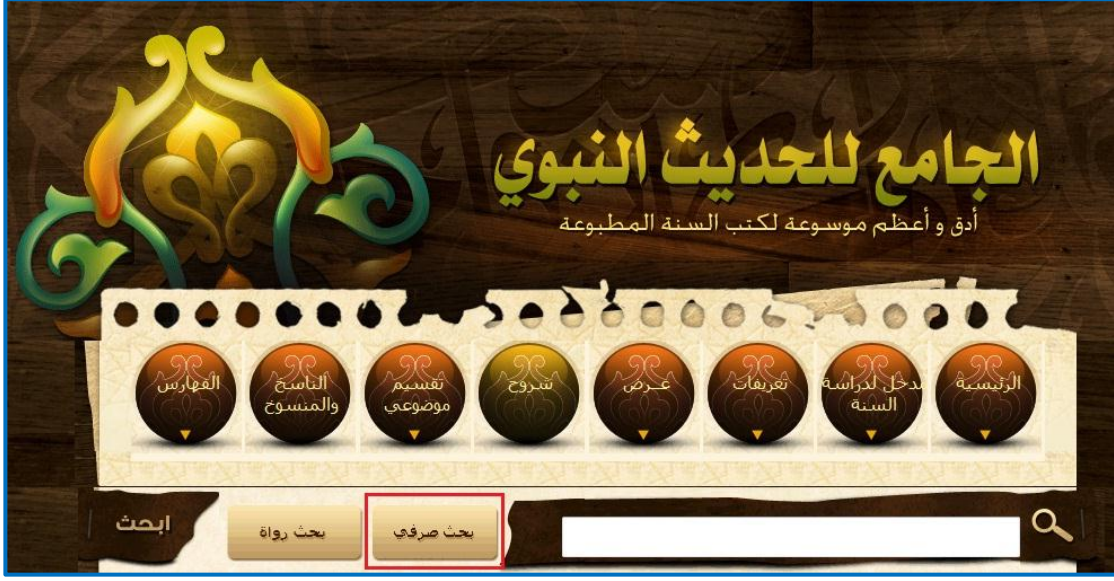 الجامع للحديث النبوي
أدق و أعظم موسوعة لكتب السنة المطبوعة
الرئيسية
مدخل لدراسة
السنة
تعريفات
عـرض
شروح
تقسيم
موضوعي
الناسخ
والمنسوخ
الفهارس
بحث صرفي
بحث رواة
ابحث